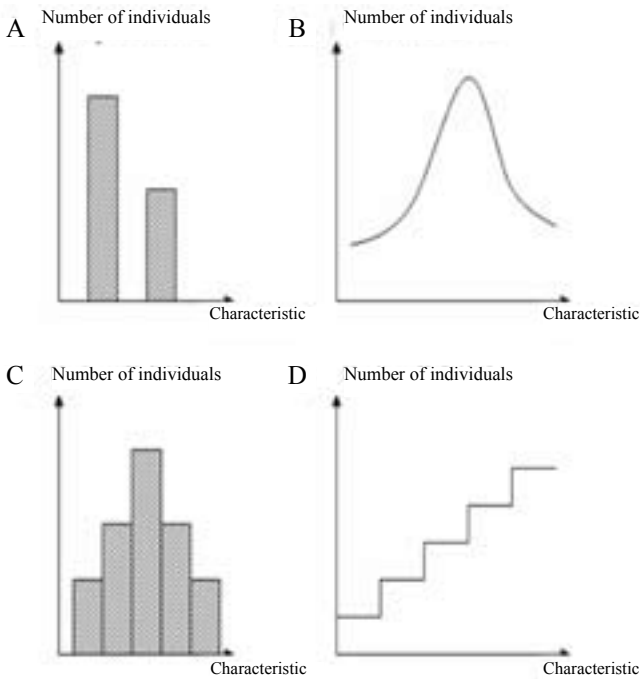 A
Number of individuals
Characteristic
B
Number of individuals
Characteristic
C
Number of individuals
Characteristic
D
Number of individuals
Characteristic